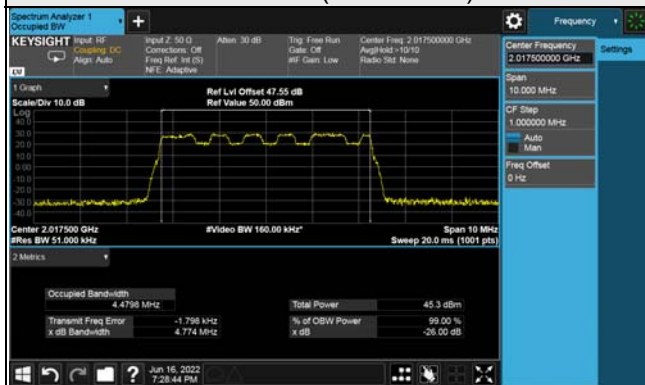 Spectrum Analyzer 1
Occupied BW
Frequency
KEYSIGHT
Input: RF
Coupling: DC
Align: Auto
Input Z: 50 Ω
Corrections: Off
Freq Ref: Int (S)
NFE: Adaptive
Atten: 30 dB
Trig: Free Run
Gate: Off
#IF Gain: Low
Center Freq: 2.017500000 GHz
Avg|Hold:>10/10
Radio Std: None
Center Frequency
2.017500000 GHz
Settings
Span
10.000 MHz
CF Step
1.000000 MHz
Auto
Man
Freq Offset
0 Hz
1 Graph
Scale/Div 10.0 dB
Ref Lvl Offset 47.55 dB
Ref Value 50.00 dBm
Log
40.0
30.0
20.0
10.0
0.00
-10.0
-20.0
-30.0
-40.0
Center 2.017500 GHz
#Res BW 51.000 kHz
#Video BW 160.00 kHz*
Span 10 MHz
Sweep 20.0 ms (1001 pts)
2 Metrics
Occupied Bandwidth
4.4798 MHz
Total Power 45.3 dBm
Transmit Freq Error -1.798 kHz
% of OBW Power 99.00 %
x dB Bandwidth 4.774 MHz
x dB -26.00 dB
Jun 16, 2022
7:28:44 PM